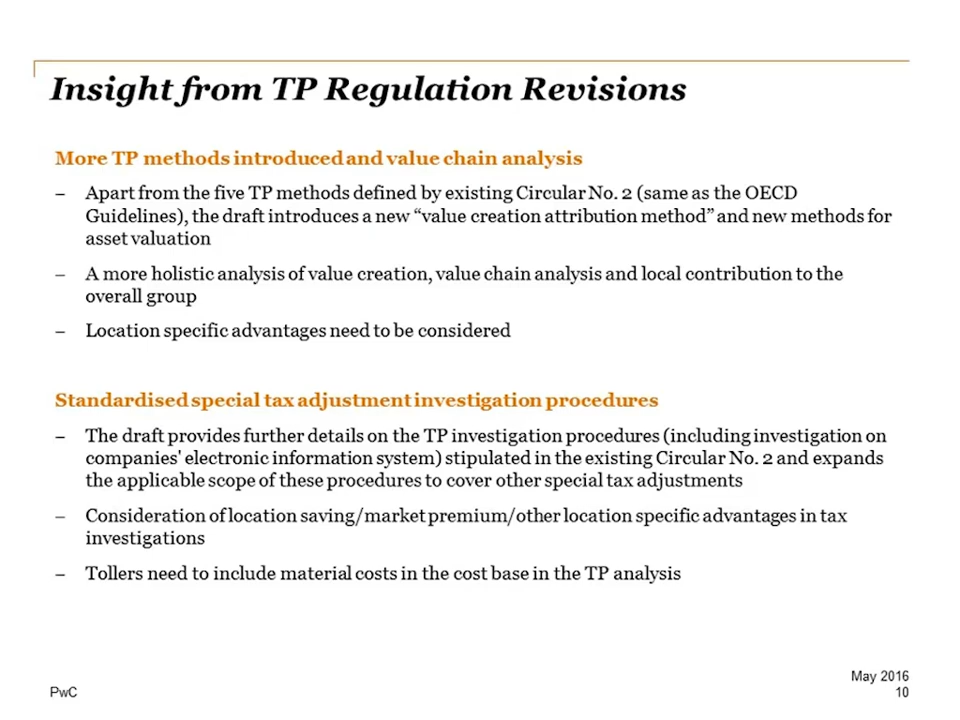 Insight from TP Regulation Revisions
More TP methods introduced and value chain analysis
– Apart from the five TP methods defined by existing Circular No. 2 (same as the OECD
Guidelines), the draft introduces a new “value creation attribution method” and new methods for
asset valuation
– A more holistic analysis of value creation, value chain analysis and local contribution to the
overall group
– Location specific advantages need to be considered
Standardised special tax adjustment investigation procedures
– The draft provides further details on the TP investigation procedures (including investigation on
companies' electronic information system) stipulated in the existing Circular No. 2 and expands
the applicable scope of these procedures to cover other special tax adjustments
– Consideration of location saving/market premium/other location specific advantages in tax
investigations
– Tollers need to include material costs in the cost base in the TP analysis
May 2016
PwC 10